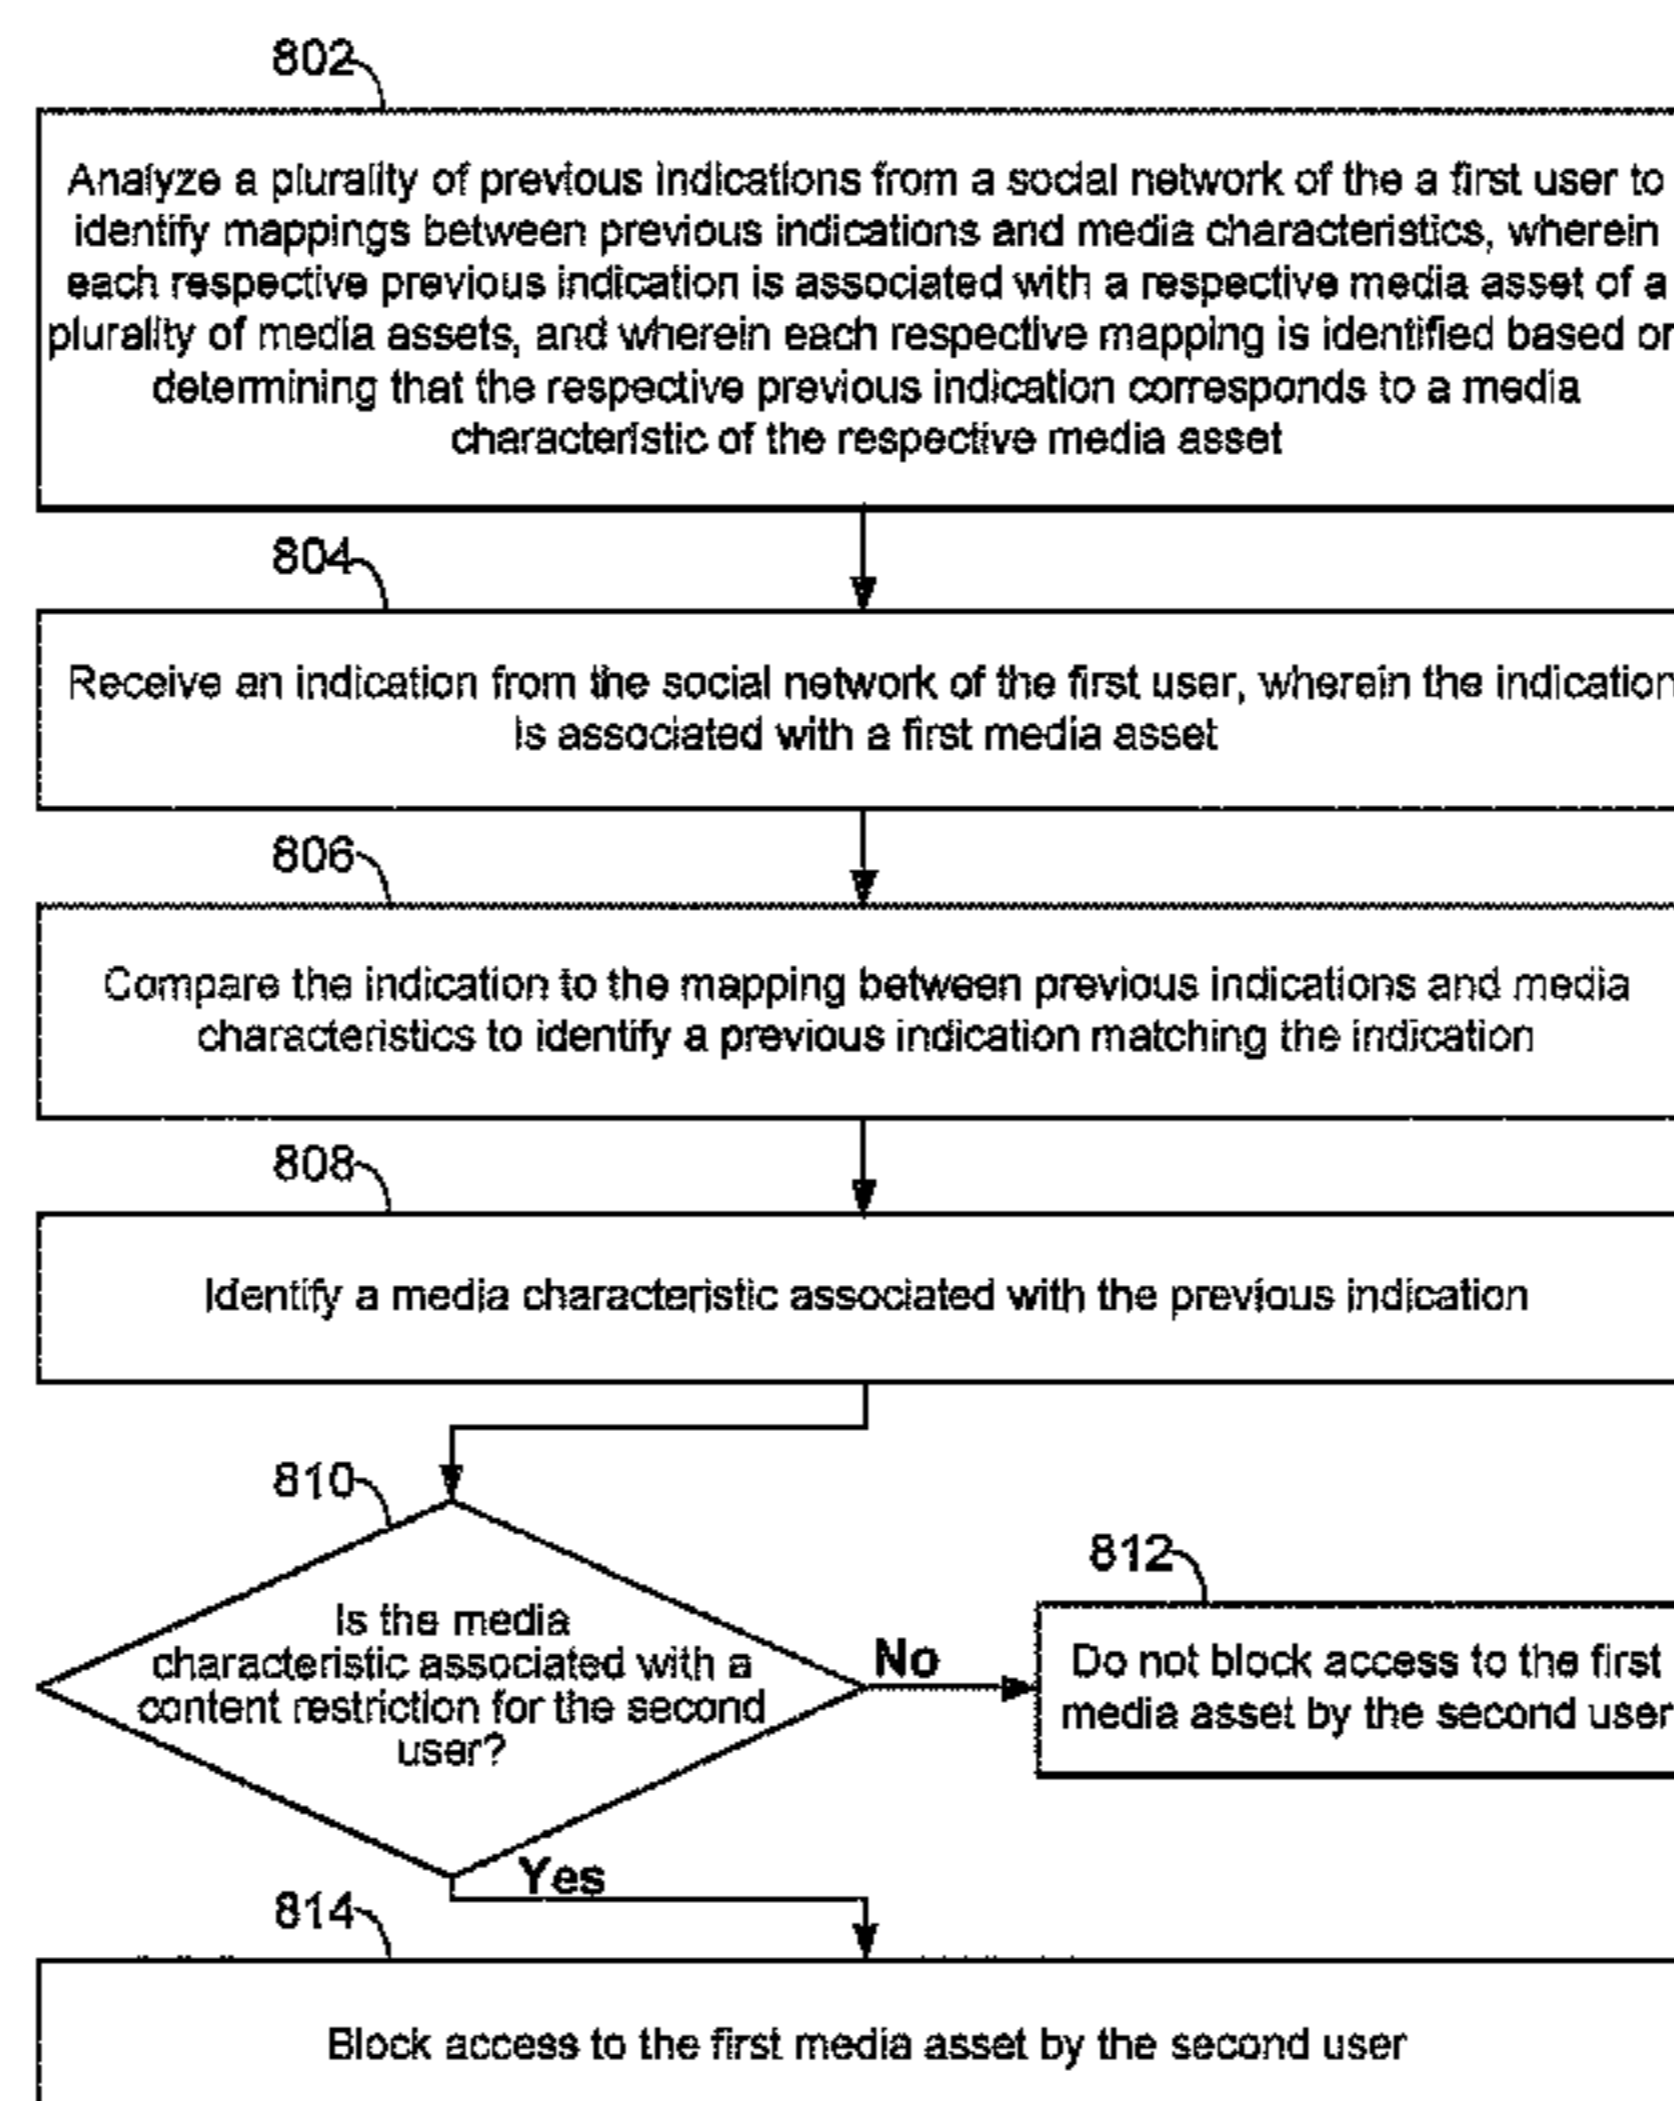 802
Analyze a plurality of previous indications from a social network of the a first user to
identify mappings between previous indications and media characteristics, wherein
each respective previous indication is associated with a respective media asset of a
plurality of media assets, and wherein each respective mapping is identified based on
determining that the respective previous indication corresponds to a media
characteristic of the respective media asset
804
Receive an indication from the social network of the first user, wherein the indication
is associated with a first media asset
806
Compare the indication to the mapping between previous indications and media
characteristics to identify a previous indication matching the indication
808
Identify a media characteristic associated with the previous indication
810
Is the media
characteristic associated with a
content restriction for the second
user?
No
812
Do not block access to the first
media asset by the second user
Yes
814
Block access to the first media asset by the second user